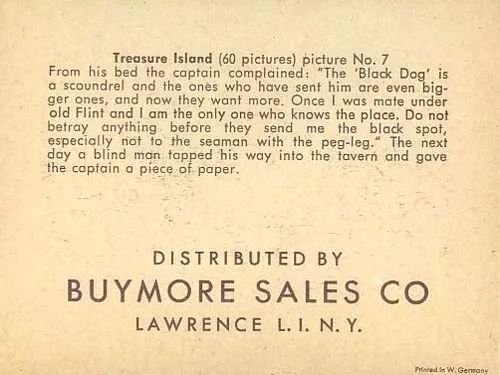 Treasure Island (60 pictures) picture No. 7
From his bed the captain complained: "The 'Black Dog' is
a scoundrel and the ones who have sent him are even big-
ger ones, and now they want more. Once I was mate under
old Flint and I am the only one who knows the place. Do not
betray anything before they send me the black spot,
especially not to the seaman with the peg-leg." The next
day a blind man tapped his way into the tavern and gave
the captain a piece of paper.
DISTRIBUTED BY
BUYMORE SALES CO
LAWRENCE L. I. N. Y.
Printed in W. Germany